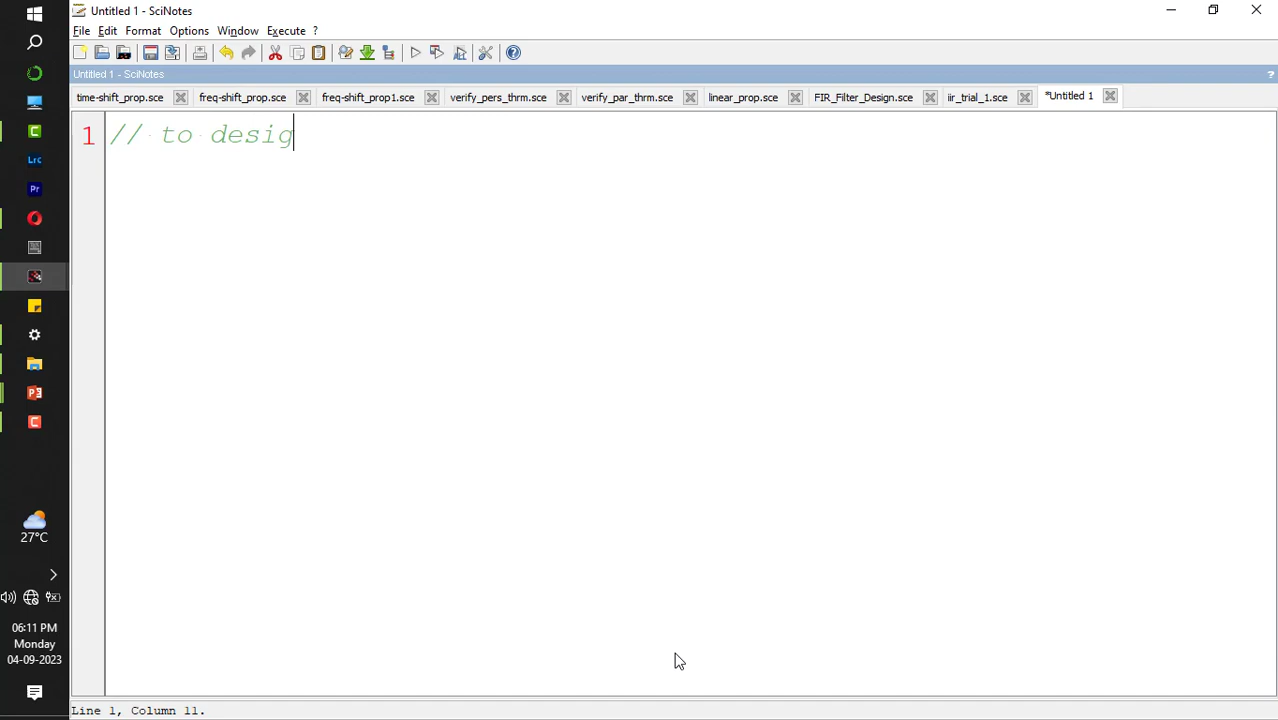 Untitled 1 - SciNotes
File Edit Format Options Window Execute ?
Untitled 1 - SciNotes ?
time-shift_prop.sce freq-shift_prop.sce freq-shift_prop1.sce verify_pers_thrm.sce verify_par_thrm.sce linear_prop.sce FIR_Filter_Design.sce iir_trial_1.sce *Untitled 1
1 // to desig
Lrc
Pr
27°C
06:11 PM
Monday
04-09-2023
Line 1, Column 11.